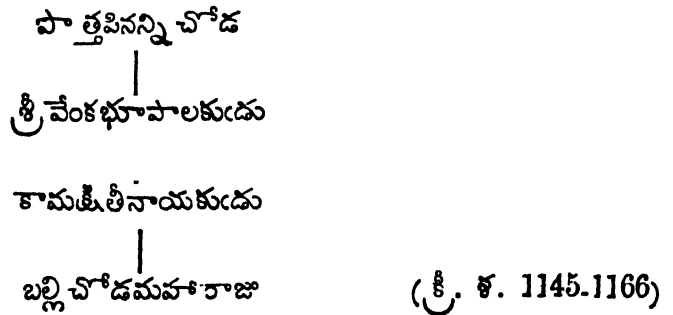 పొత్తపినన్ని చోడ
శ్రీ వేంకభూపాలకుఁడు
కామక్షితీనాయకుఁడు
బల్లిచోడమహారాజు (క్రీ. శ. 1145-1166)